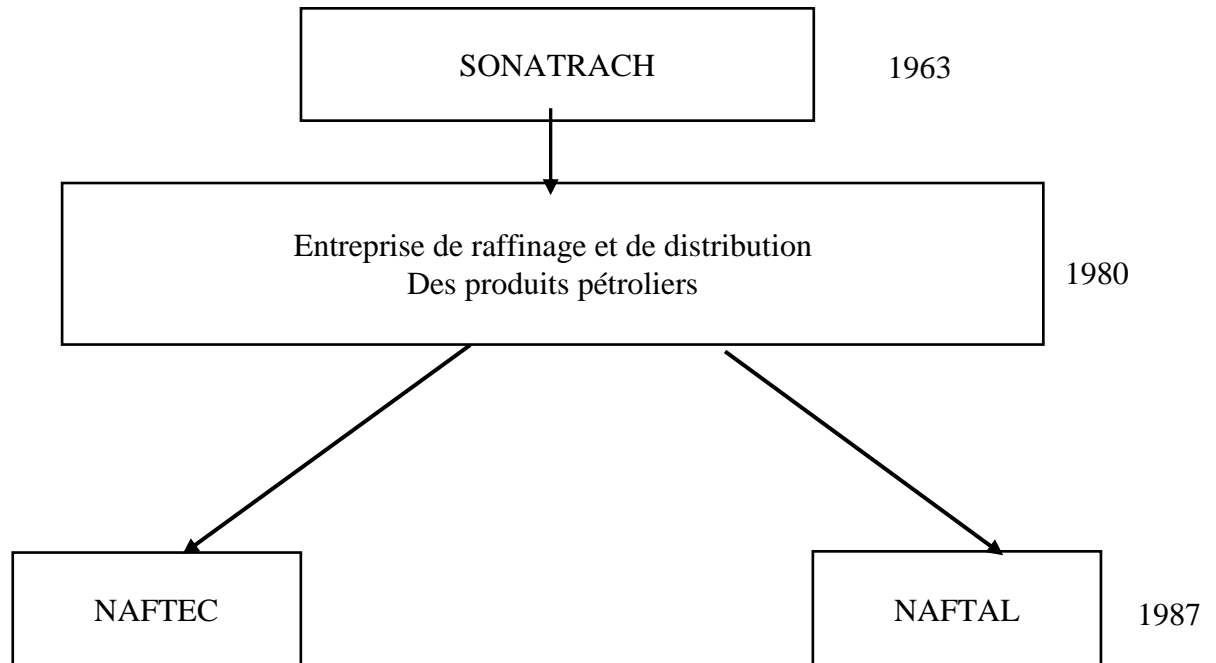 SONATRACH
1963
Entreprise de raffinage et de distribution
Des produits pétroliers
1980
NAFTEC
NAFTAL
1987